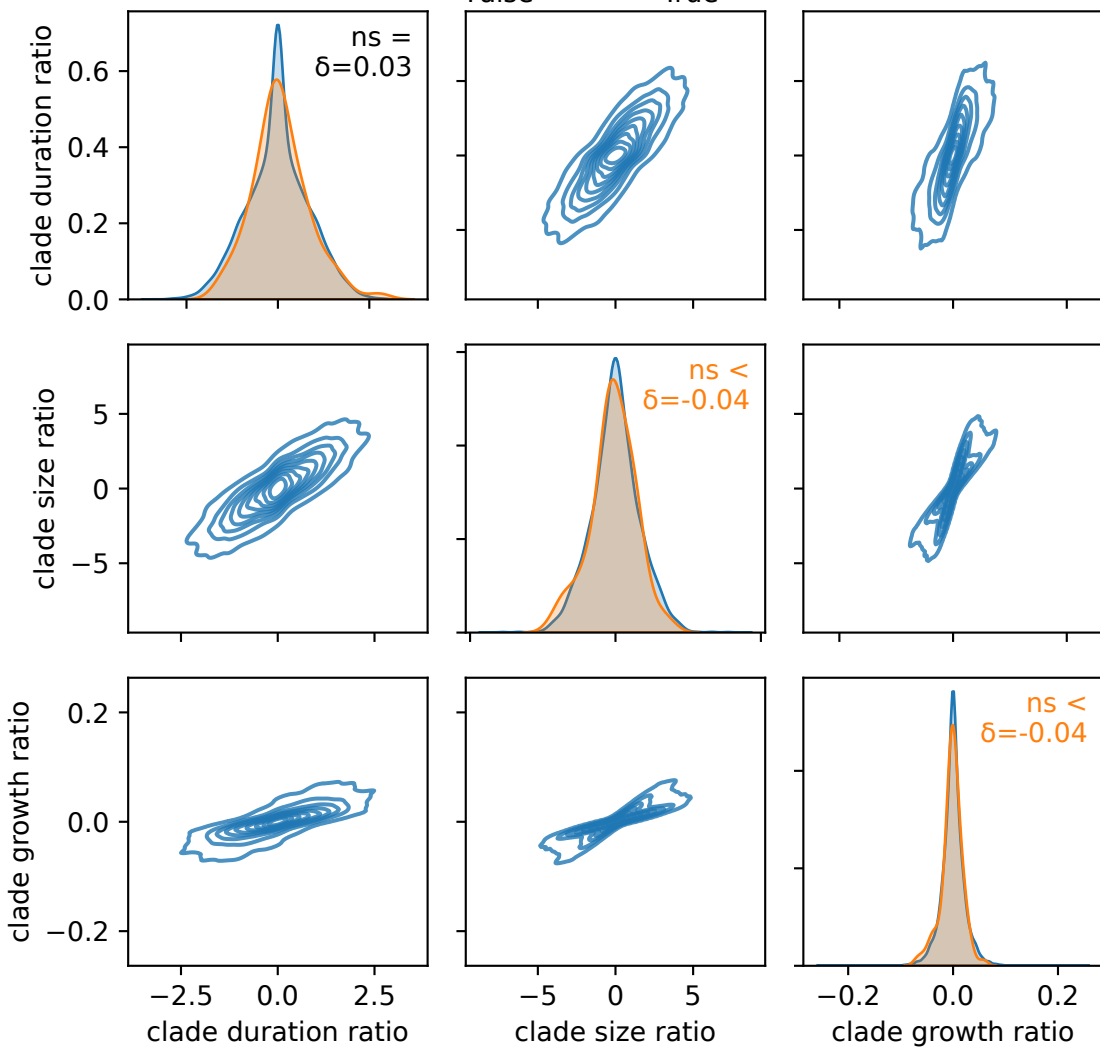 clade duration ratio
0.6
0.4
0.2
0.0
ns =
δ=0.03
clade size ratio
5
0
−5
ns <
δ=-0.04
clade growth ratio
0.2
0.0
−0.2
ns <
δ=-0.04
−2.5 0.0 2.5
−5 0 5
−0.2 0.0 0.2
clade duration ratio
clade size ratio
clade growth ratio